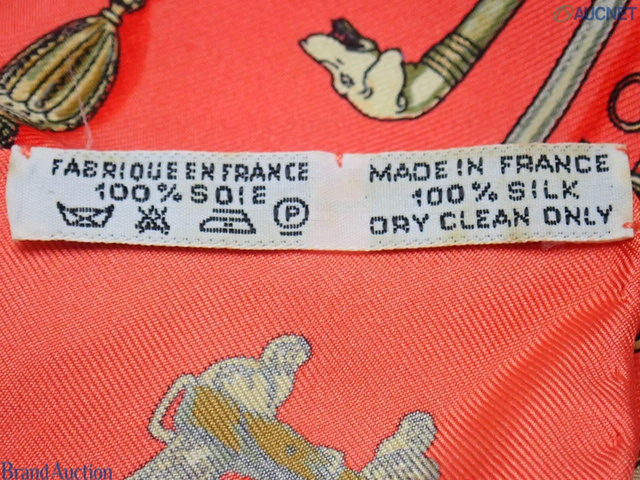 AUCNET
FABRIQUE EN FRANCE
100% SOIE
P
MADE IN FRANCE
100% SILK
DRY CLEAN ONLY
Brand Auction